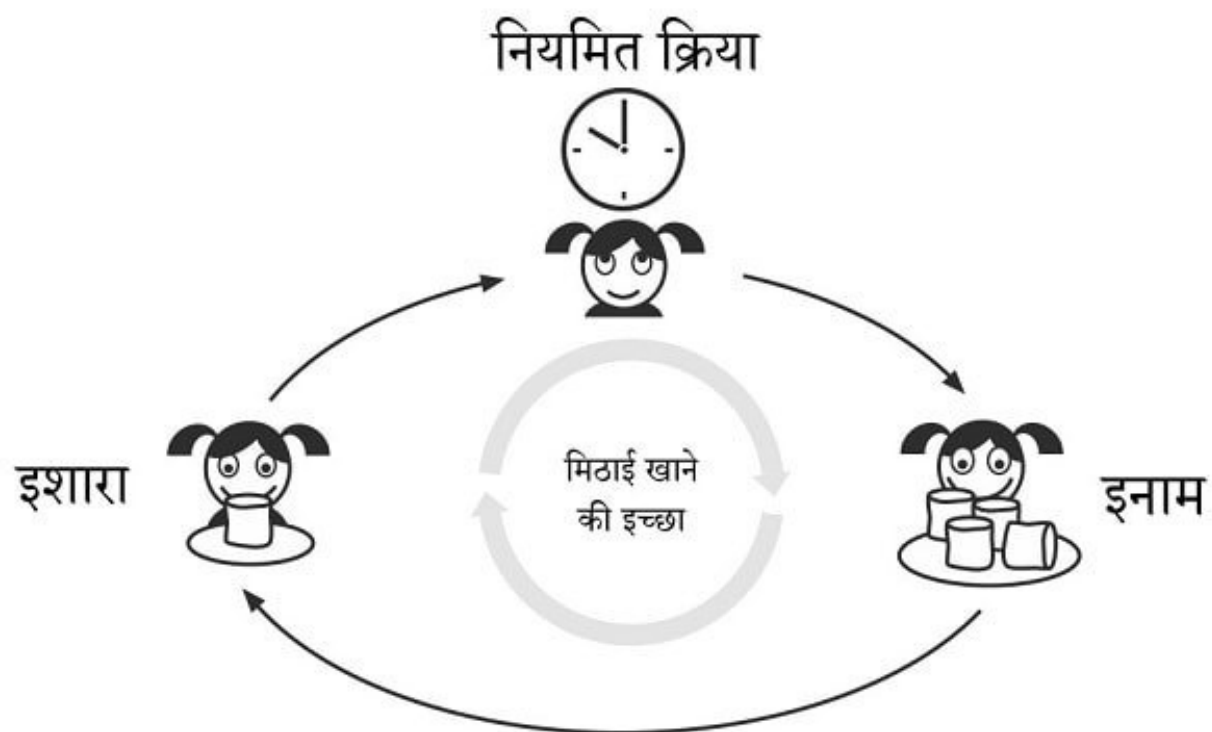 नियमित क्रिया
इशारा
मिठाई खाने
की इच्छा
इनाम